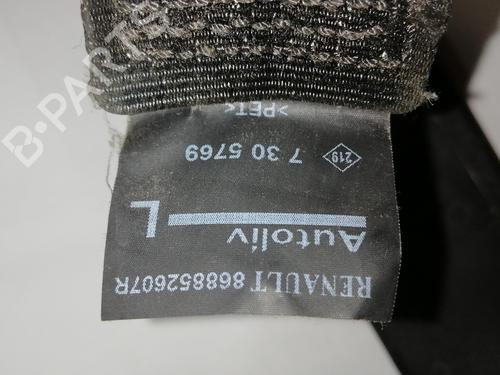 RENAULT 868852607R
Autoliv
L
7 30 5769
219
>PET<
B-PARTS